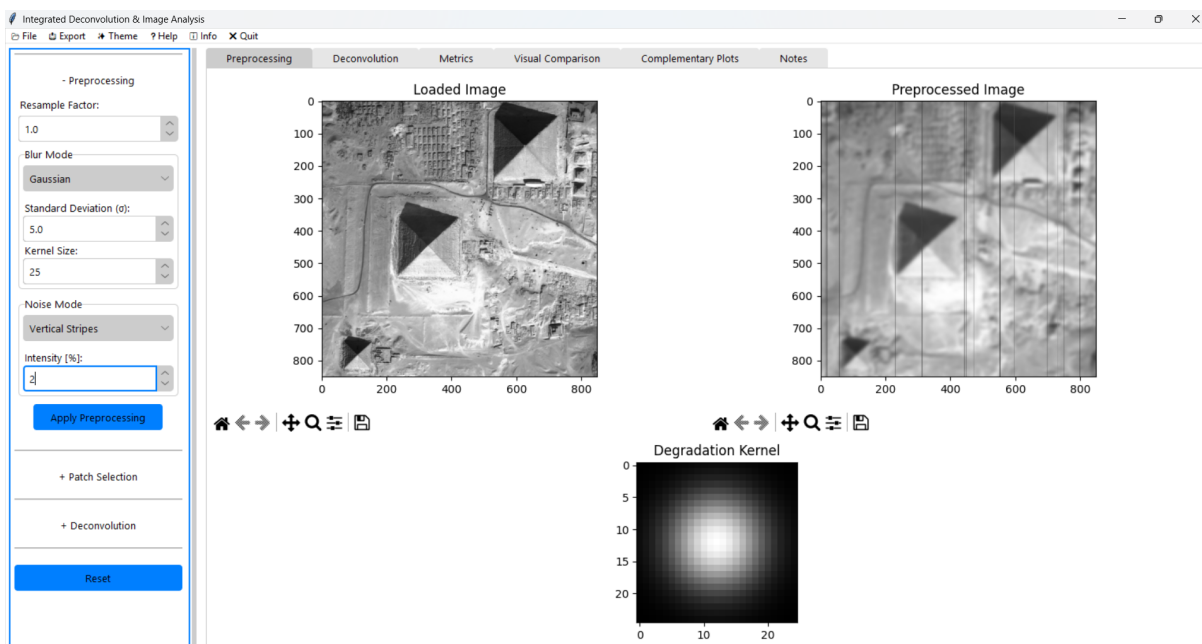 Integrated Deconvolution & Image Analysis
File Export Theme ? Help Info X Quit
- Preprocessing
Resample Factor:
1.0
Blur Mode
Gaussian
Standard Deviation (σ):
5.0
Kernel Size:
25
Noise Mode
Vertical Stripes
Intensity [%]:
2
Apply Preprocessing
+ Patch Selection
+ Deconvolution
Reset
Preprocessing Deconvolution Metrics Visual Comparison Complementary Plots Notes
Loaded Image
0
100
200
300
400
500
600
700
800
0 200 400 600 800
Preprocessed Image
0
100
200
300
400
500
600
700
800
0 200 400 600 800
Degradation Kernel
0
5
10
15
20
0 10 20